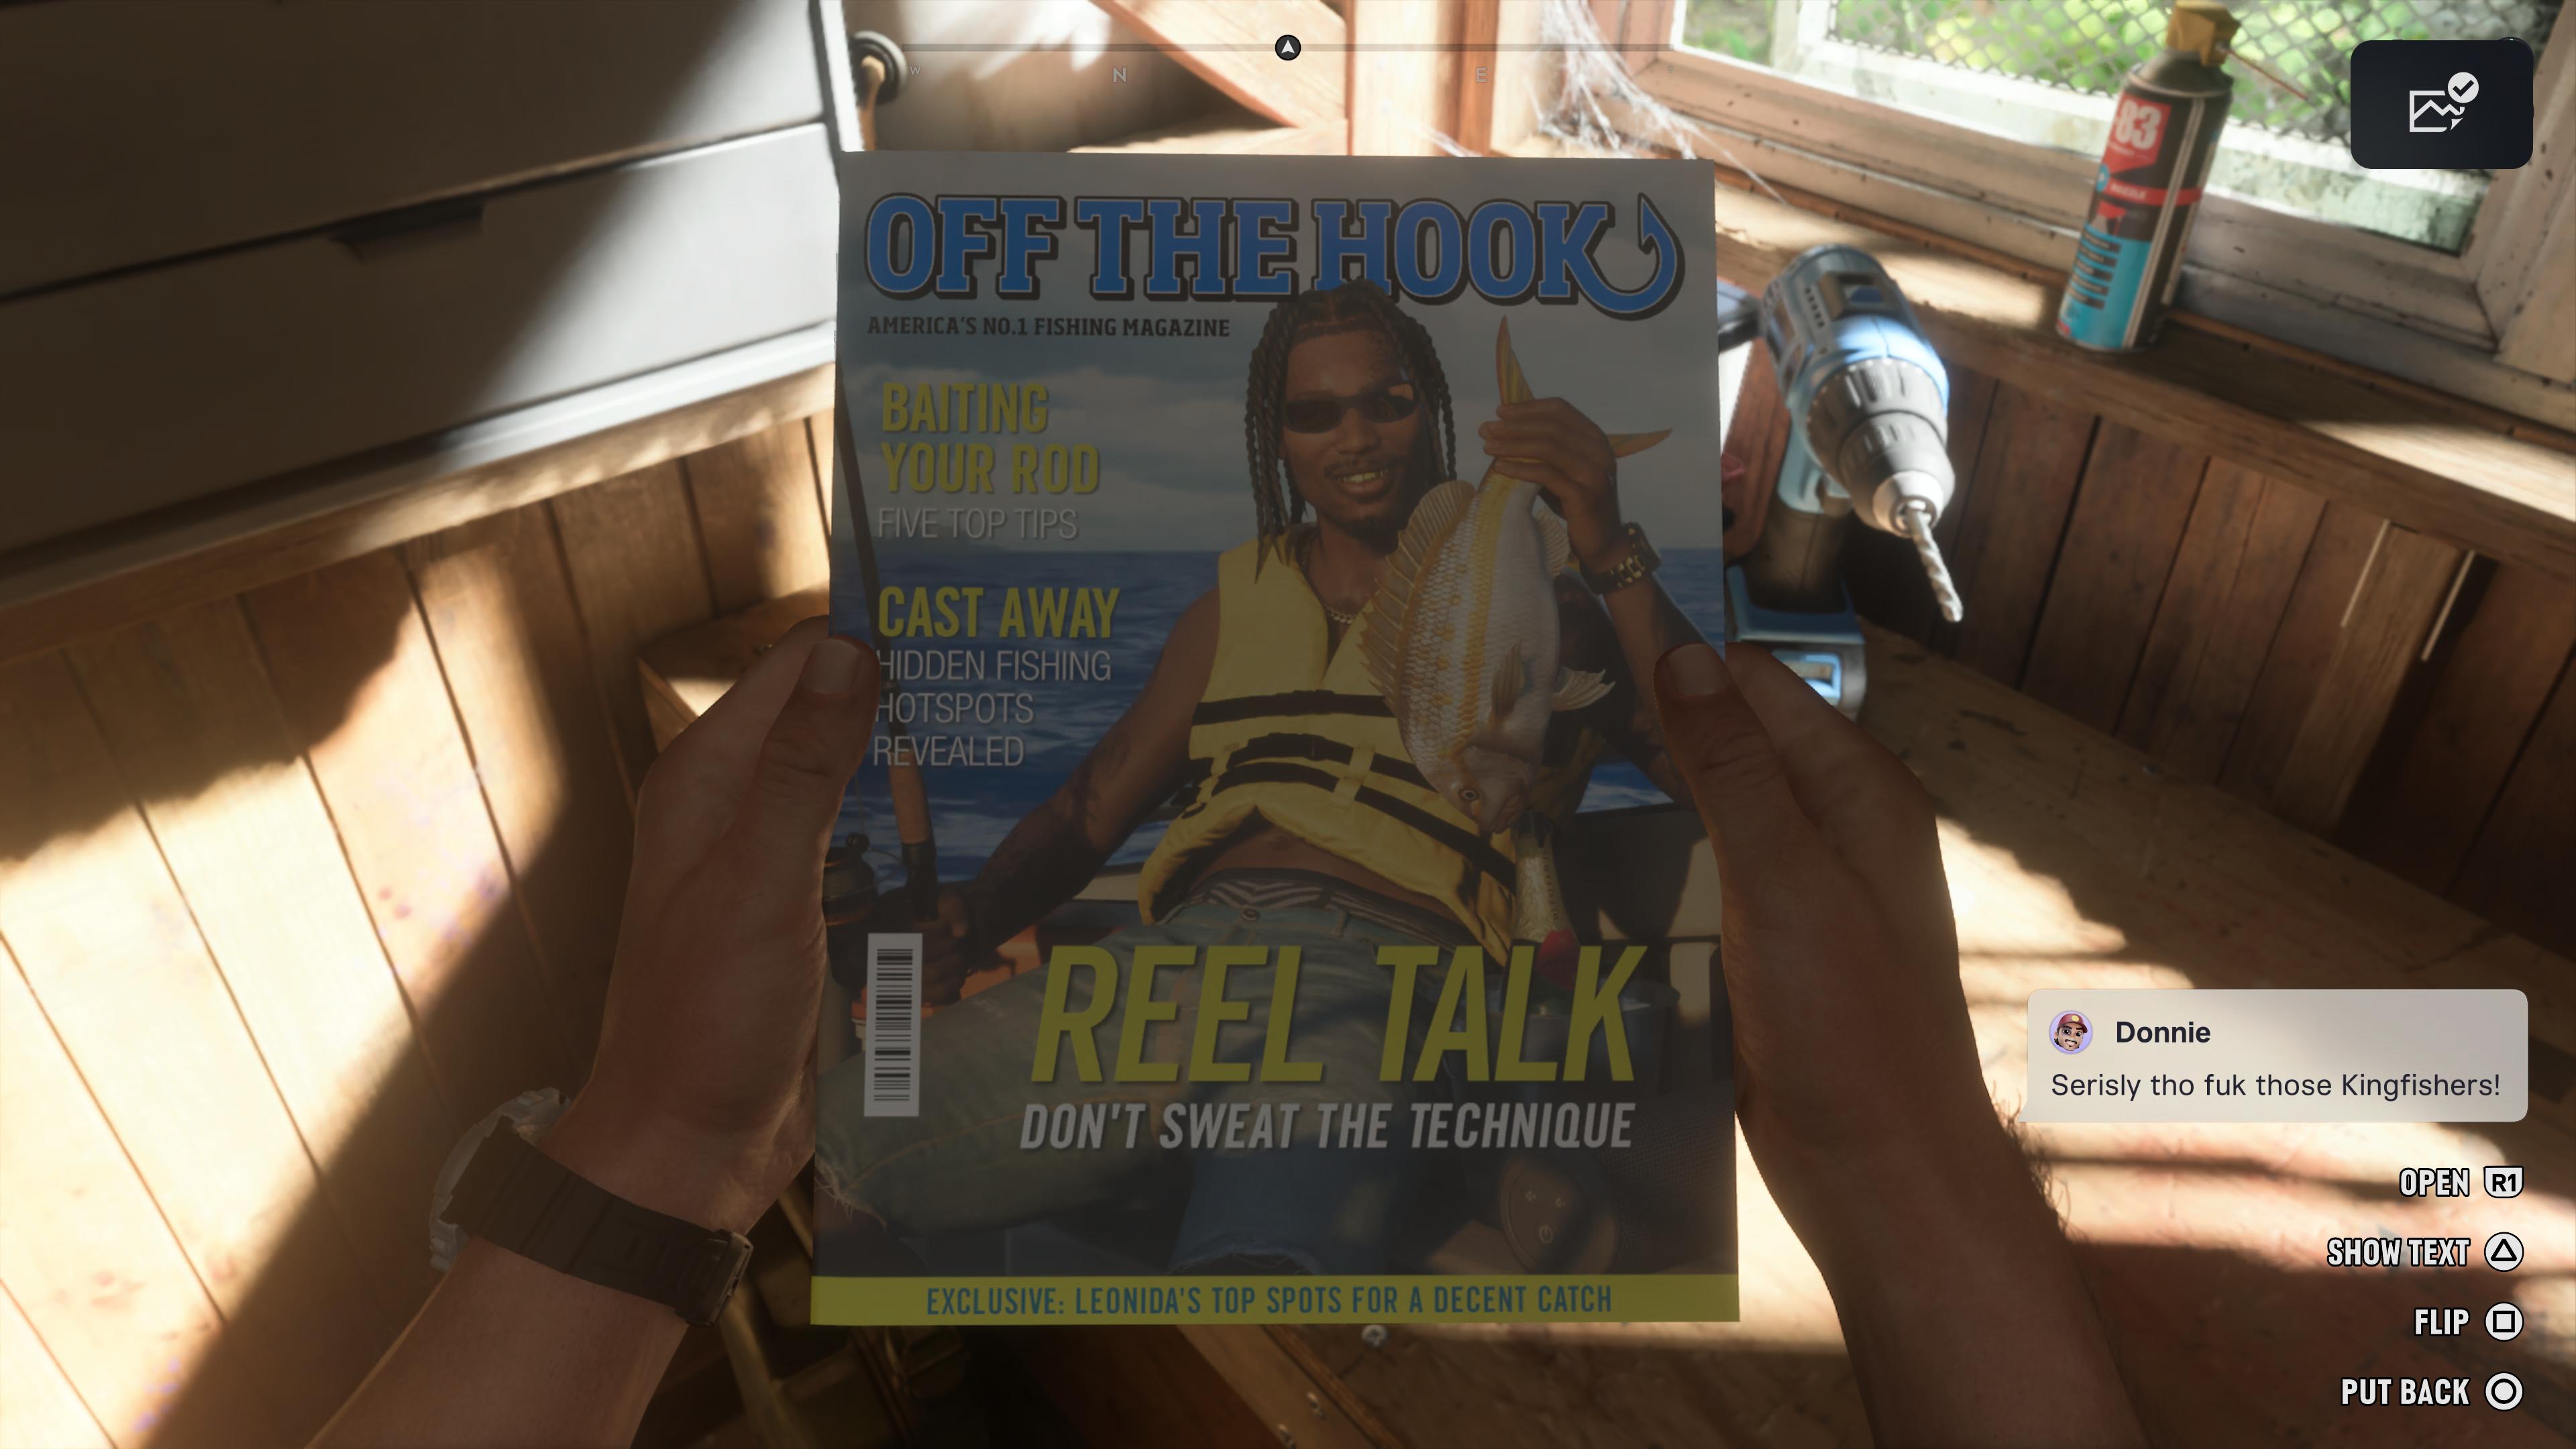 W
N
E
83
OFF THE HOOK
AMERICA'S NO.1 FISHING MAGAZINE
BAITING
YOUR ROD
FIVE TOP TIPS
CAST AWAY
HIDDEN FISHING
HOTSPOTS
REVEALED
REEL TALK
DON'T SWEAT THE TECHNIQUE
EXCLUSIVE: LEONIDA'S TOP SPOTS FOR A DECENT CATCH
Donnie
Serisly tho fuk those Kingfishers!
OPEN R1
SHOW TEXT
FLIP
PUT BACK